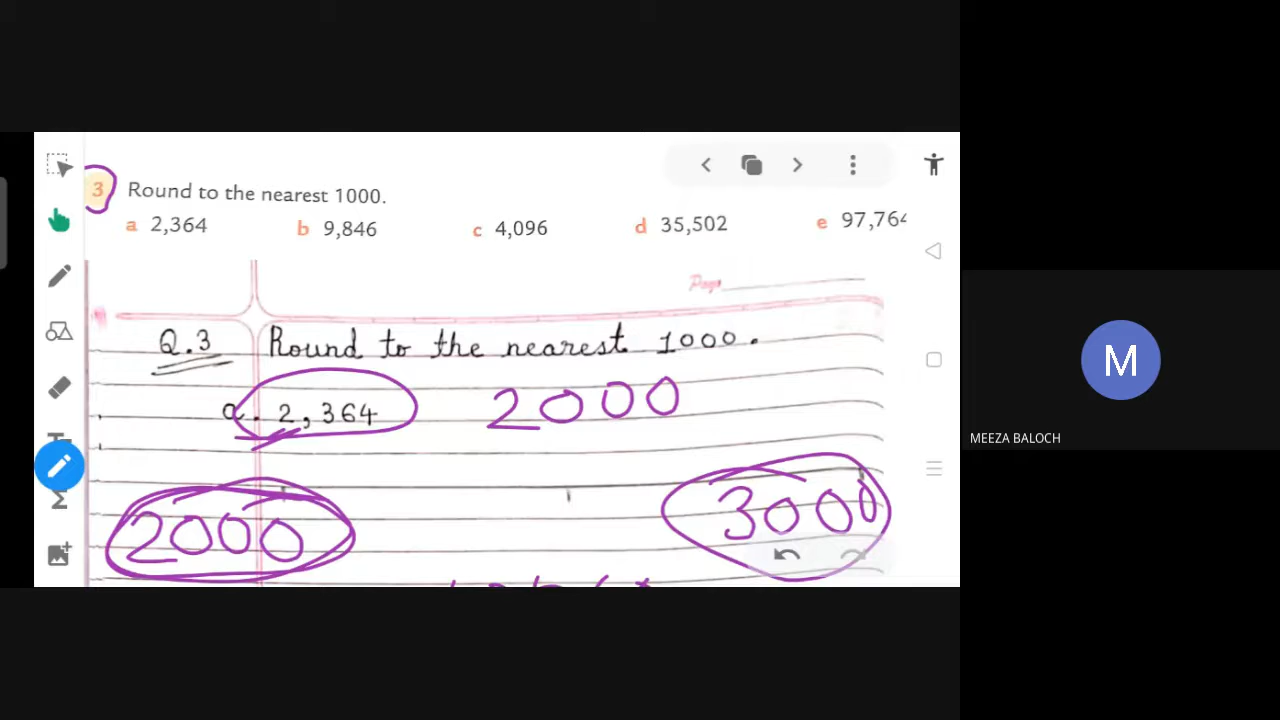 3 Round to the nearest 1000.
a 2,364 b 9,846 c 4,096 d 35,502 e 97,764
Page
Q.3 Round to the nearest 1000.
a. 2,364 2000
2000 3000
M
MEEZA BALOCH